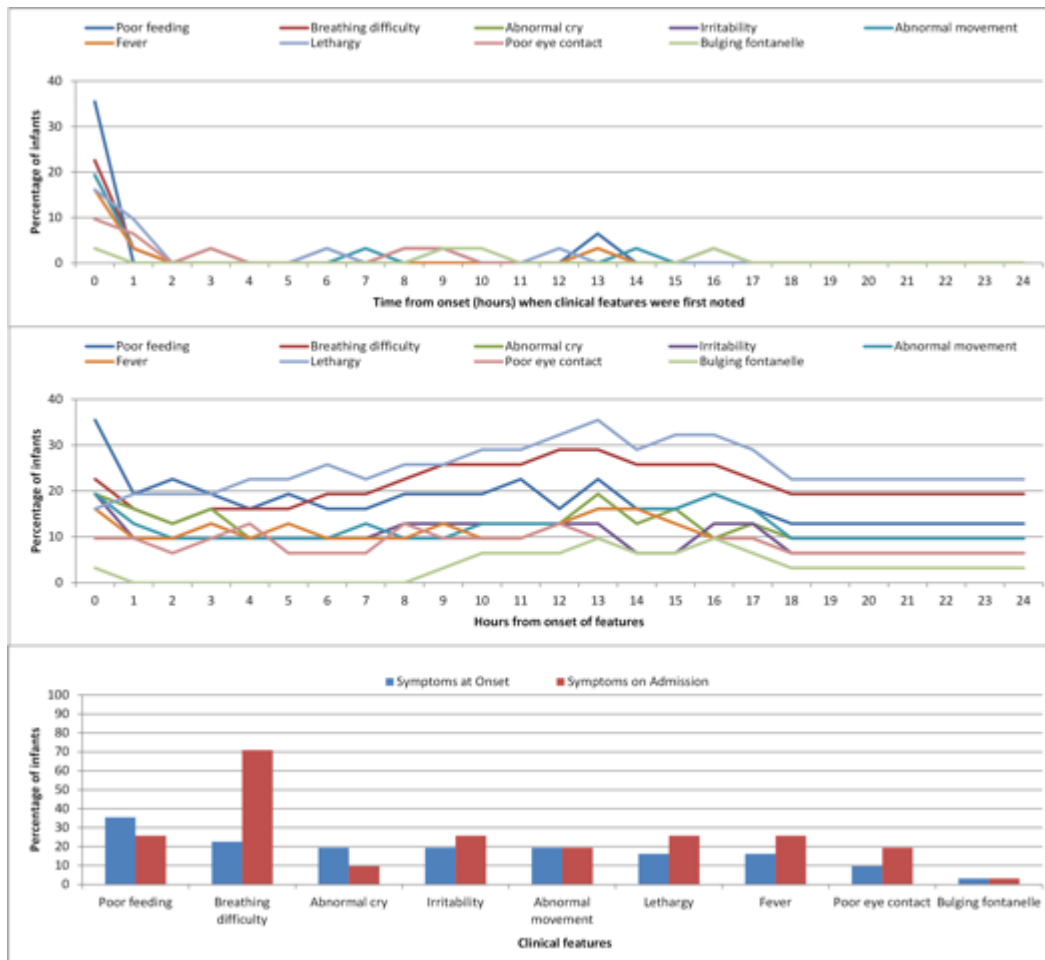 Poor feeding Breathing difficulty Abnormal cry Irritability Abnormal movement
Fever Lethargy Poor eye contact Bulging fontanelle
40
30
20
10
0
Percentage of infants
0 1 2 3 4 5 6 7 8 9 10 11 12 13 14 15 16 17 18 19 20 21 22 23 24
Time from onset (hours) when clinical features were first noted
Poor feeding Breathing difficulty Abnormal cry Irritability Abnormal movement
Fever Lethargy Poor eye contact Bulging fontanelle
40
30
20
10
0
Percentage of infants
0 1 2 3 4 5 6 7 8 9 10 11 12 13 14 15 16 17 18 19 20 21 22 23 24
Hours from onset of features
Symptoms at Onset Symptoms on Admission
100
90
80
70
60
50
40
30
20
10
0
Percentage of infants
Poor feeding Breathing difficulty Abnormal cry Irritability Abnormal movement Lethargy Fever Poor eye contact Bulging fontanelle
Clinical features